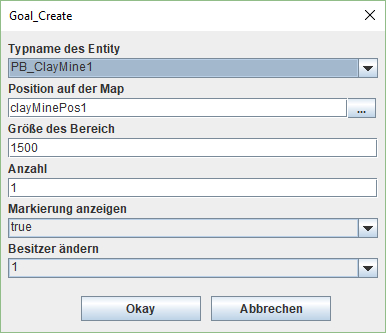 Goal_Create
Typname des Entity
PB_ClayMine1
Position auf der Map
clayMinePos1
...
Größe des Bereich
1500
Anzahl
1
Markierung anzeigen
true
Besitzer ändern
1
Okay Abbrechen